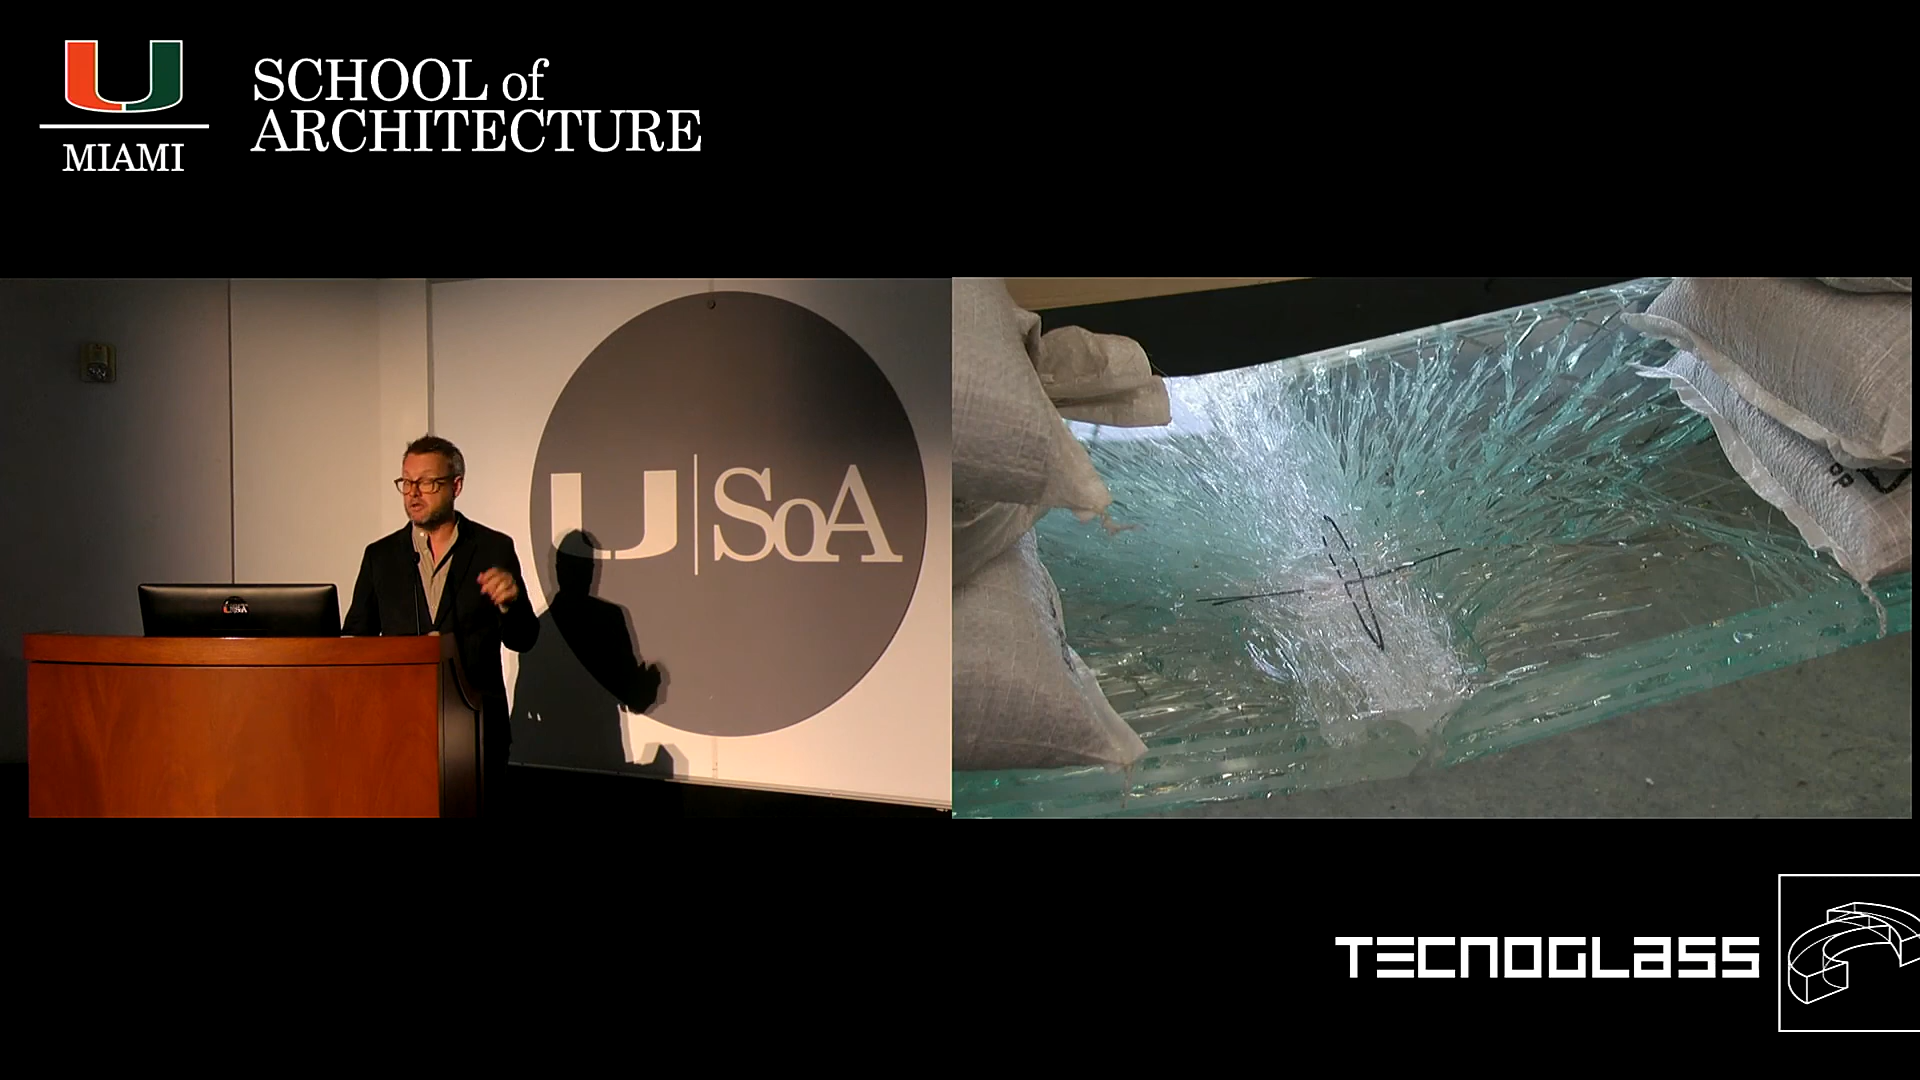 MIAMI
SCHOOL of
ARCHITECTURE
U SoA
TECNOGLASS